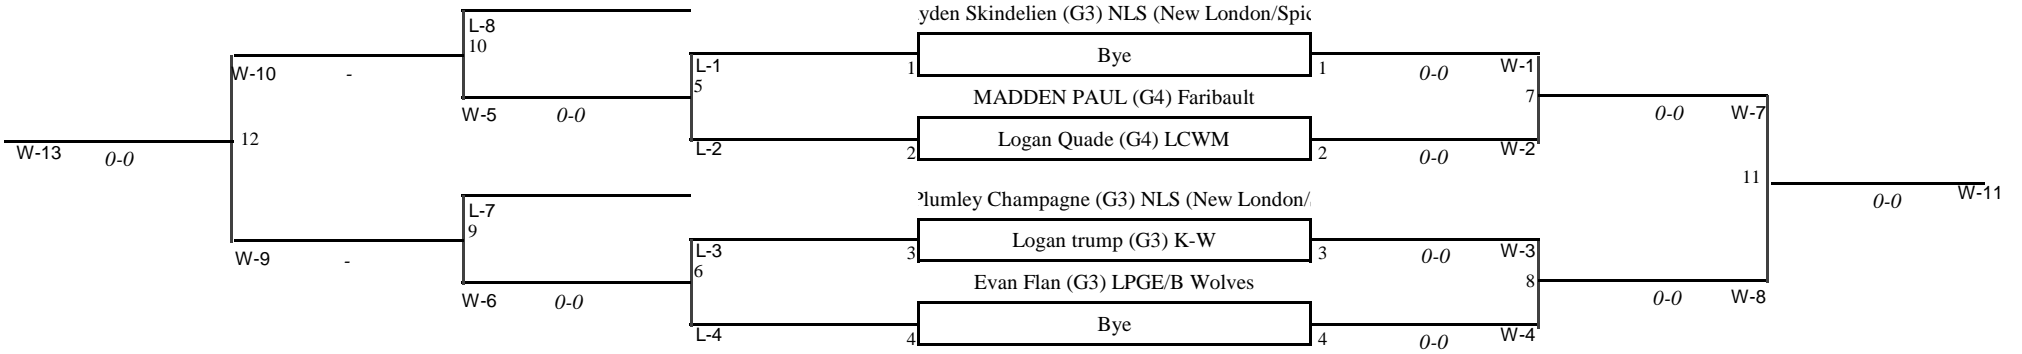 yden Skindelien (G3) NLS (New London/Spic
L-8
10
Bye
W-10 -
L-1 1 1 0-0 W-1
5
7
MADDEN PAUL (G4) Faribault
W-5 0-0
0-0 W-7
12
Logan Quade (G4) LCWM
W-13 0-0
L-2 2 2 0-0 W-2
11
Plumley Champagne (G3) NLS (New London/
0-0 W-11
L-7
9
Logan trump (G3) K-W
W-9 -
L-3 3 3 0-0 W-3
6
8
Evan Flan (G3) LPGE/B Wolves
W-6 0-0
0-0 W-8
Bye
L-4 4 4 0-0 W-4